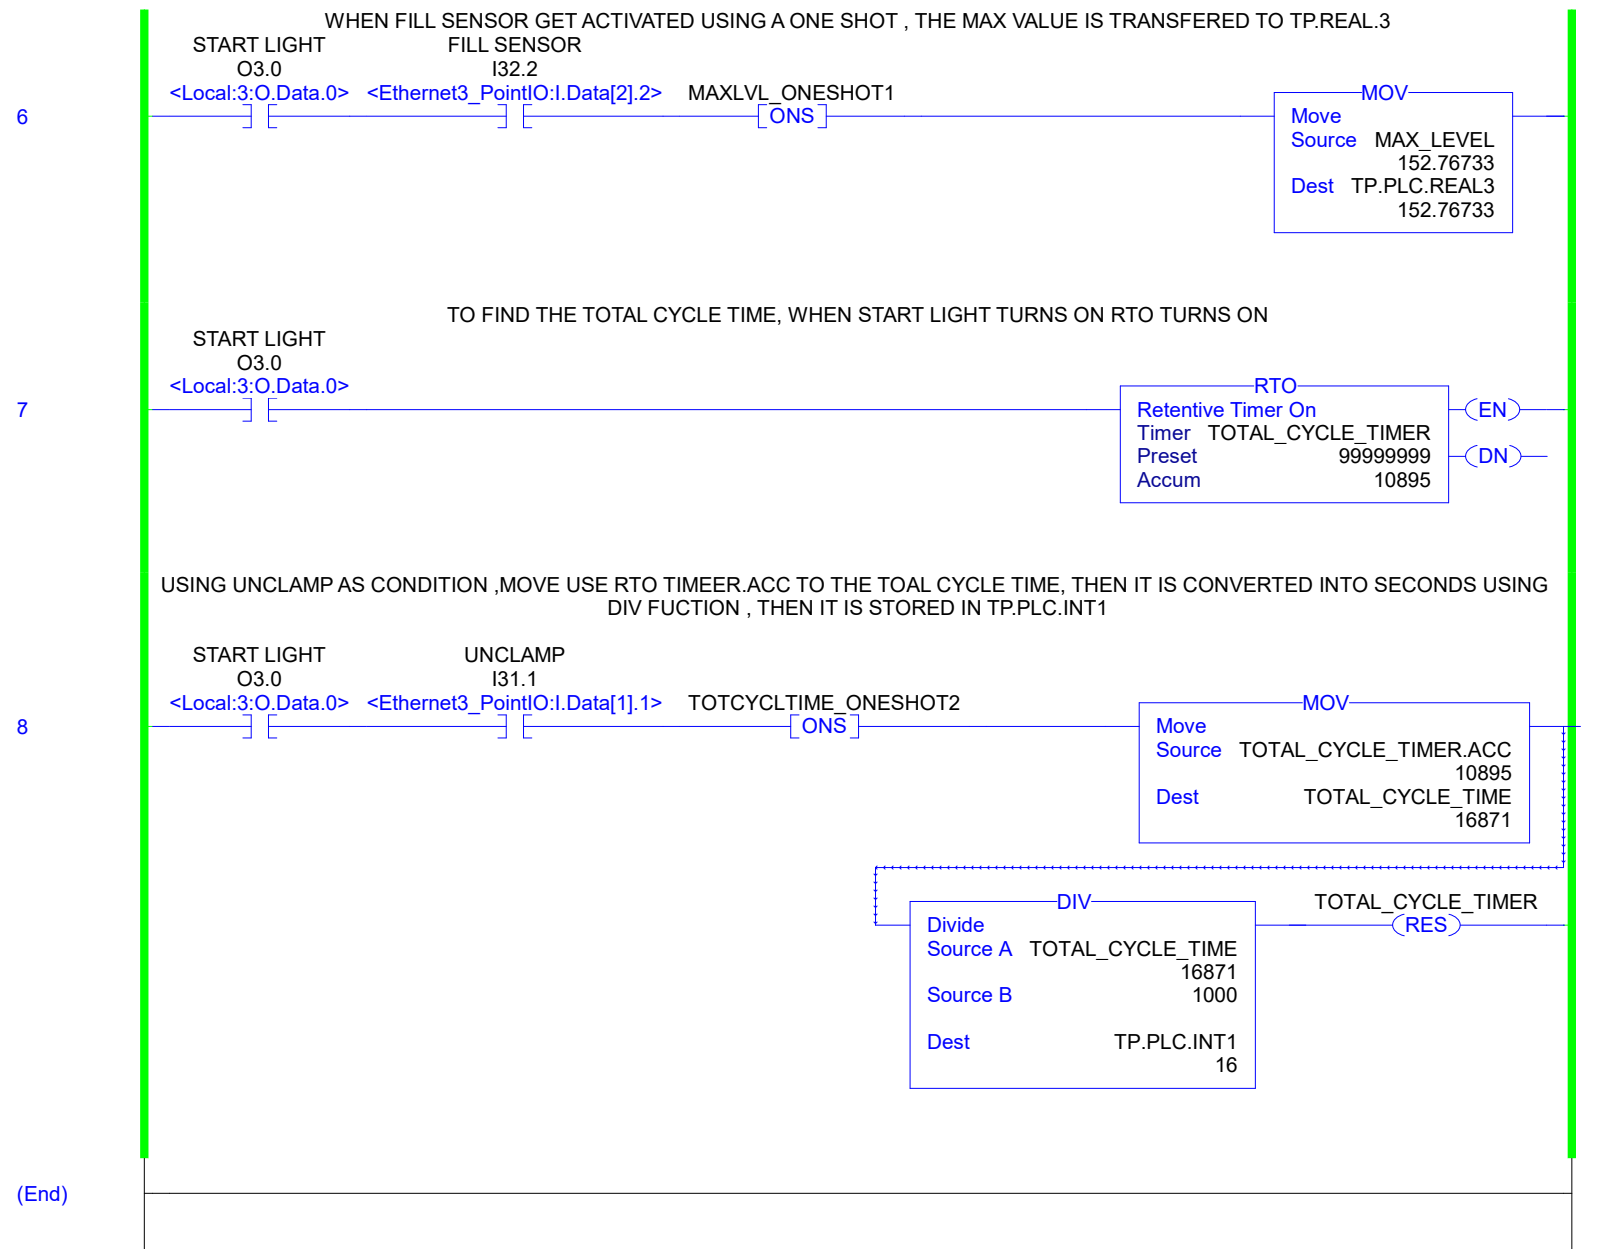 WHEN FILL SENSOR GET ACTIVATED USING A ONE SHOT , THE MAX VALUE IS TRANSFERED TO TP.REAL.3
START LIGHT FILL SENSOR
O3.0 I32.2
<Local:3:O.Data.0> <Ethernet3_PointIO:I.Data[2].2> MAXLVL_ONESHOT1 MOV
6 ONS Move
Source MAX_LEVEL
152.76733
Dest TP.PLC.REAL3
152.76733
TO FIND THE TOTAL CYCLE TIME, WHEN START LIGHT TURNS ON RTO TURNS ON
START LIGHT
O3.0
<Local:3:O.Data.0> RTO
7 Retentive Timer On EN
Timer TOTAL_CYCLE_TIMER
Preset 99999999 DN
Accum 10895
USING UNCLAMP AS CONDITION ,MOVE USE RTO TIMEER.ACC TO THE TOAL CYCLE TIME, THEN IT IS CONVERTED INTO SECONDS USING
DIV FUCTION , THEN IT IS STORED IN TP.PLC.INT1
START LIGHT UNCLAMP
O3.0 I31.1
<Local:3:O.Data.0> <Ethernet3_PointIO:I.Data[1].1> TOTCYCLTIME_ONESHOT2 MOV
8 ONS Move
Source TOTAL_CYCLE_TIMER.ACC
10895
Dest TOTAL_CYCLE_TIME
16871
DIV TOTAL_CYCLE_TIMER
Divide RES
Source A TOTAL_CYCLE_TIME
16871
Source B 1000
Dest TP.PLC.INT1
16
(End)